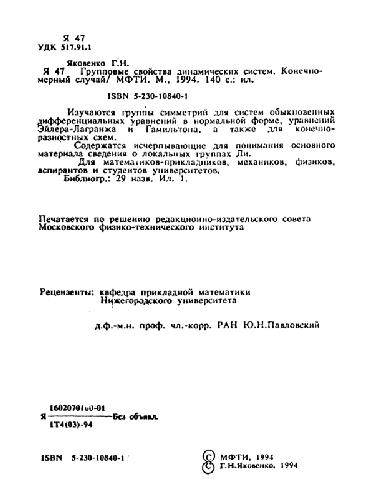 Я 47
УДК 517.91.1
Яковенко Г.Н.
Я 47 Групповые свойства динамических систем. Конечно-
мерный случай/ МФТИ. М., 1994. 140 с.: ил.
ISBN 5-230-10840-1
Изучаются группы симметрий для систем обыкновенных
дифференциальных уравнений в нормальной форме, уравнений
Эйлера-Лагранжа и Гамильтона, а также для конечно-
разностных схем.
Содержатся исчерпывающие для понимания основного
материала сведения о локальных группах Ли.
Для математиков-прикладников, механиков, физиков,
аспирантов и студентов университетов.
Библиогр.: 29 назв. Ил. 1.
Печатается по решению редакционно-издательского совета
Московского физико-технического института
Рецензенты: кафедра прикладной математики
Нижегородского университета
д.ф.-м.н. проф. чл.-корр. РАН Ю.Н.Павловский
1602070100-01
Я Без объявл.
1Т4(03)-94
ISBN 5-230-10840-1
© МФТИ, 1994
© Г.Н.Яковенко, 1994